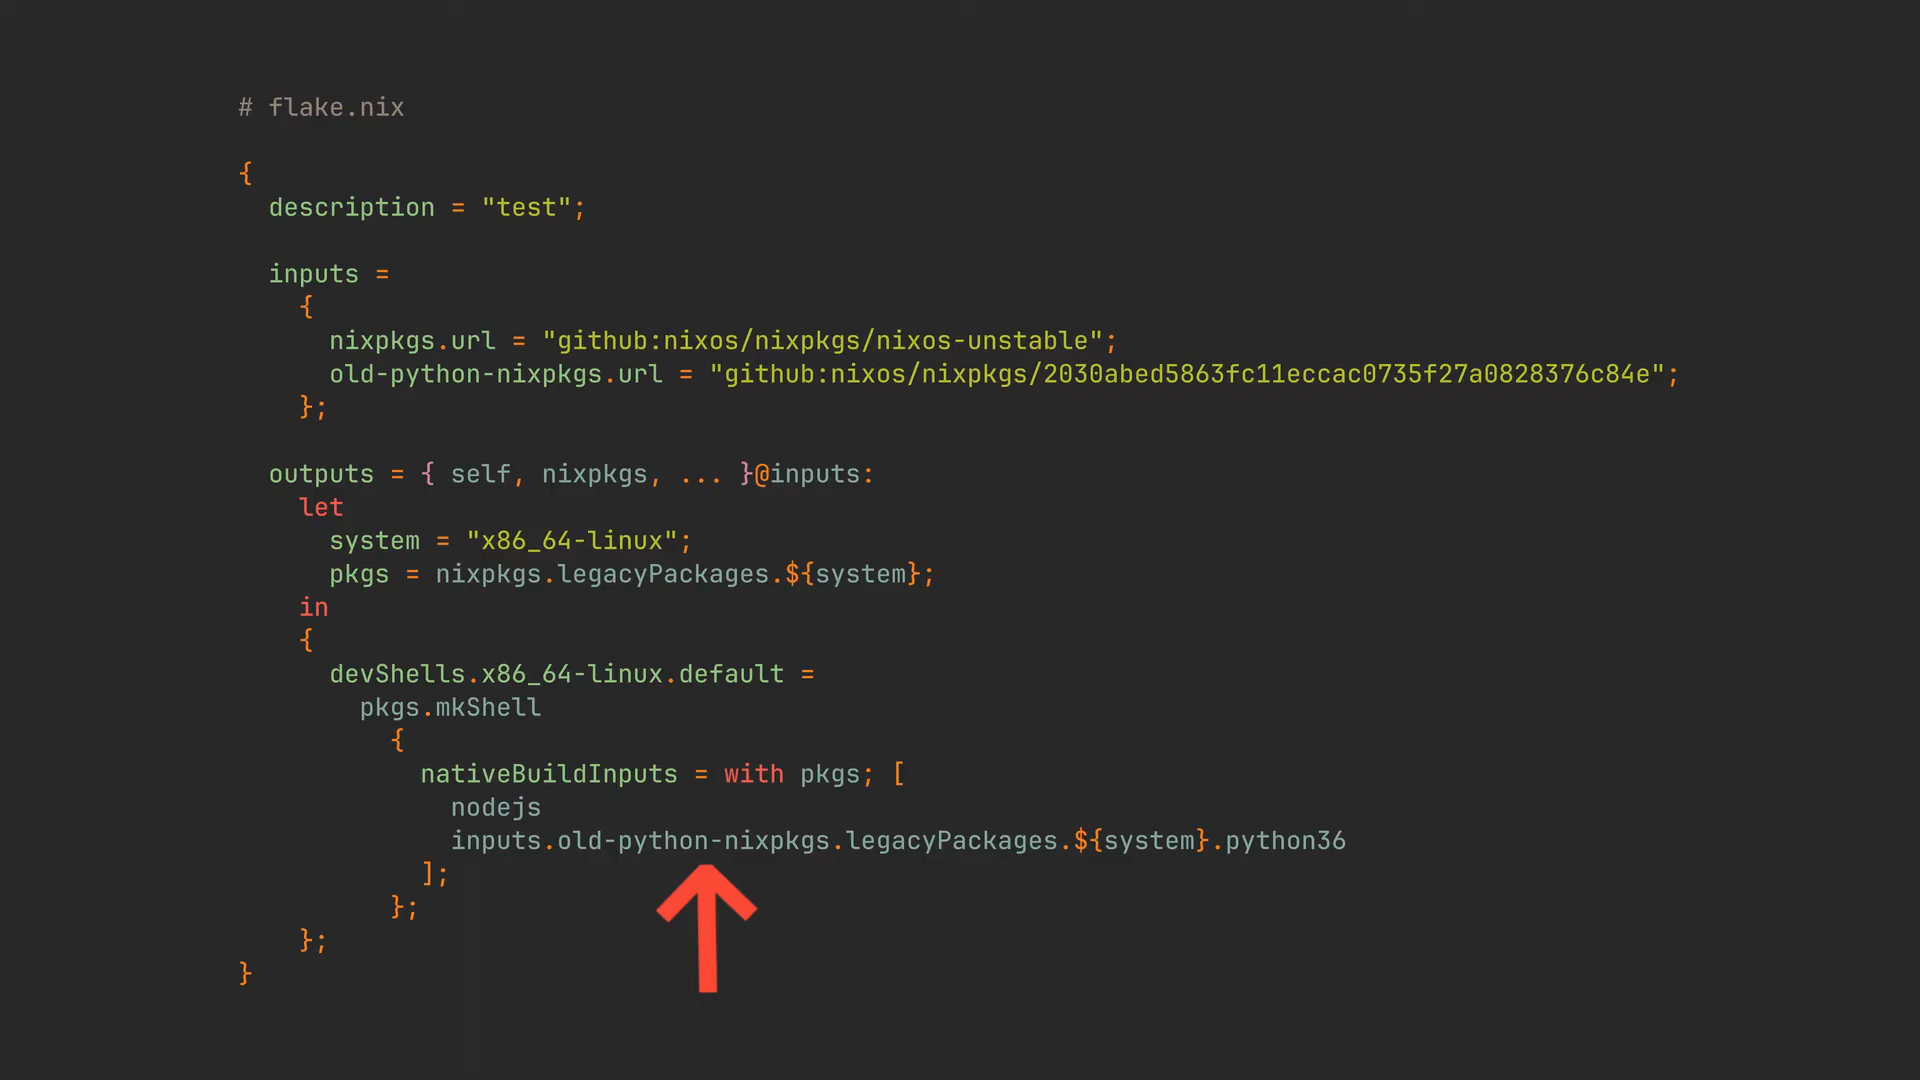 # flake.nix
{
description = "test";
inputs =
{
nixpkgs.url = "github:nixos/nixpkgs/nixos-unstable";
old-python-nixpkgs.url = "github:nixos/nixpkgs/2030abed5863fc11eccac0735f27a0828376c84e";
};
outputs = { self, nixpkgs, ... }@inputs:
let
system = "x86_64-linux";
pkgs = nixpkgs.legacyPackages.${system};
in
{
devShells.x86_64-linux.default =
pkgs.mkShell
{
nativeBuildInputs = with pkgs; [
nodejs
inputs.old-python-nixpkgs.legacyPackages.${system}.python36
];
};
};
}